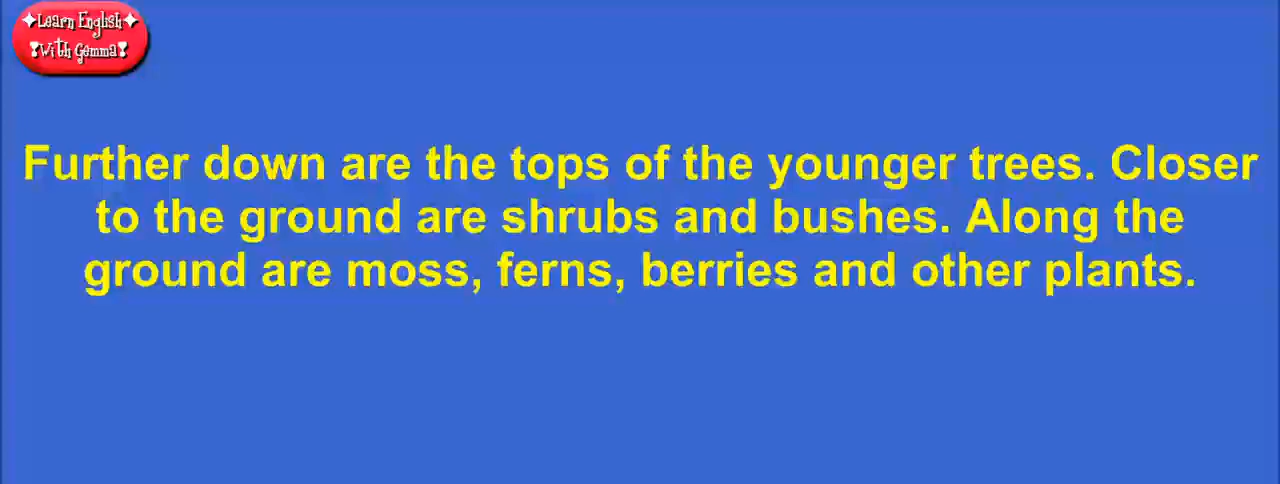 ✦Learn English✦
❣With Gemma❣
Further down are the tops of the younger trees. Closer
to the ground are shrubs and bushes. Along the
ground are moss, ferns, berries and other plants.